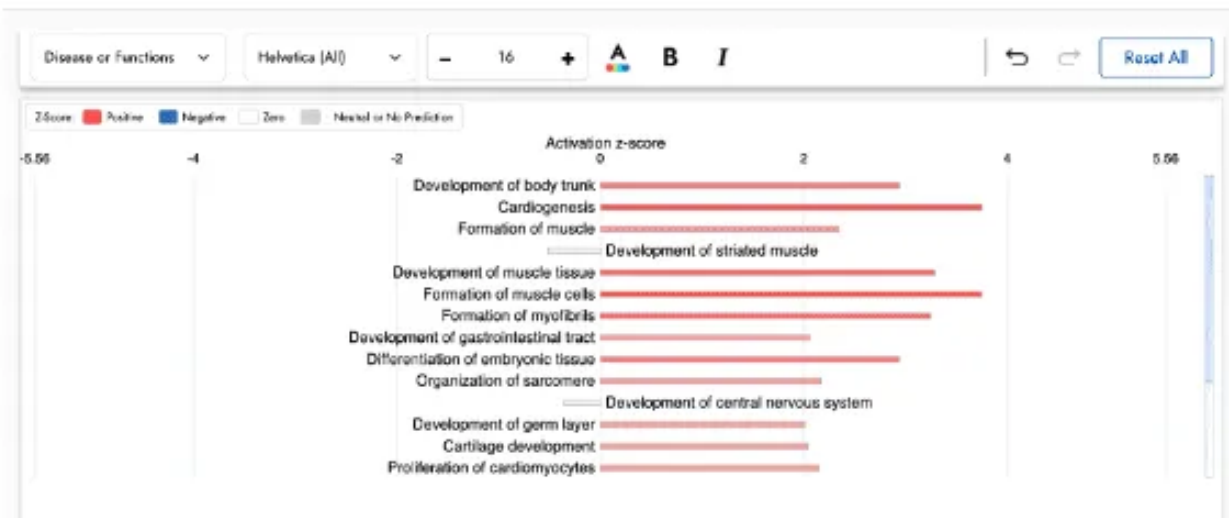 Disease or Functions Helvetica (All) − 16 + A B I Reset All
Z-Score: Positive Negative Zero Neutral or No Prediction
Activation z-score
-5.56 -4 -2 0 2 4 5.56
Development of body trunk
Cardiogenesis
Formation of muscle
Development of striated muscle
Development of muscle tissue
Formation of muscle cells
Formation of myofibrils
Development of gastrointestinal tract
Differentiation of embryonic tissue
Organization of sarcomere
Development of central nervous system
Development of germ layer
Cartilage development
Proliferation of cardiomyocytes